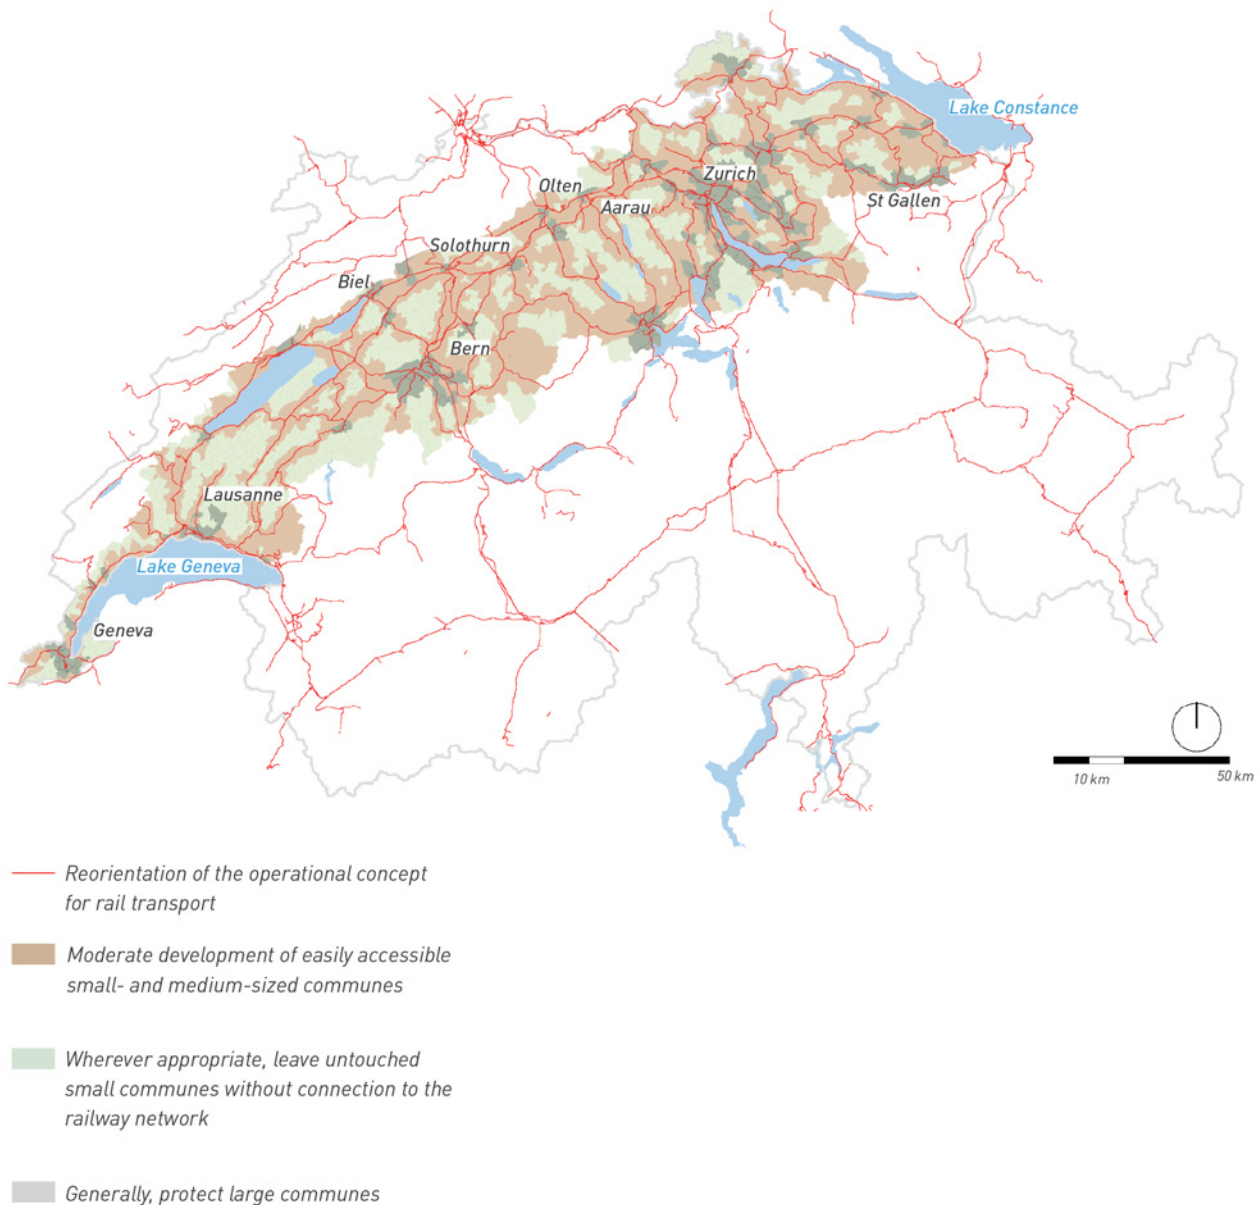 Lake Constance
Zurich
Olten
St Gallen
Aarau
Solothurn
Biel
Bern
Lausanne
Lake Geneva
Geneva
10 km
50 km
Reorientation of the operational concept
for rail transport
Moderate development of easily accessible
small- and medium-sized communes
Wherever appropriate, leave untouched
small communes without connection to the
railway network
Generally, protect large communes